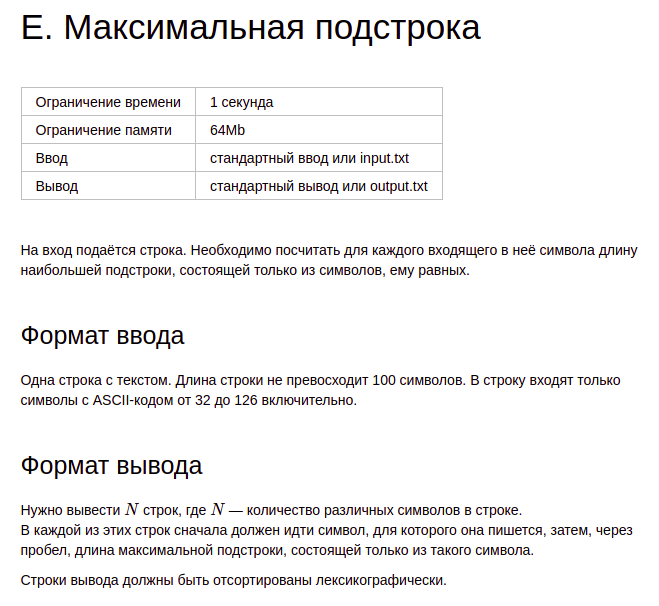 E. Максимальная подстрока
Ограничение времени 1 секунда
Ограничение памяти 64Mb
Ввод стандартный ввод или input.txt
Вывод стандартный вывод или output.txt
На вход подаётся строка. Необходимо посчитать для каждого входящего в неё символа длину
наибольшей подстроки, состоящей только из символов, ему равных.
Формат ввода
Одна строка с текстом. Длина строки не превосходит 100 символов. В строку входят только
символы с ASCII-кодом от 32 до 126 включительно.
Формат вывода
Нужно вывести N строк, где N — количество различных символов в строке.
В каждой из этих строк сначала должен идти символ, для которого она пишется, затем, через
пробел, длина максимальной подстроки, состоящей только из такого символа.
Строки вывода должны быть отсортированы лексикографически.